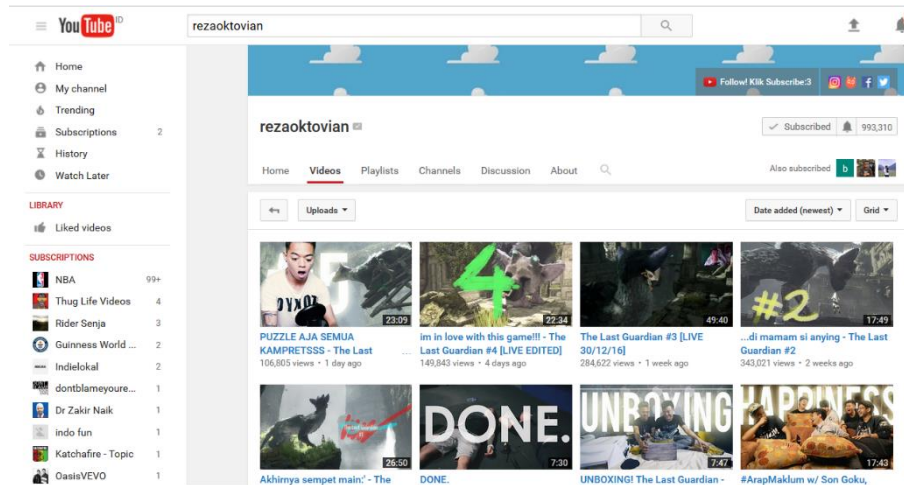 YouTube ID
rezaoktovian
Home
My channel
Trending
Subscriptions 2
History
Watch Later
LIBRARY
Liked videos
SUBSCRIPTIONS
NBA 99+
Thug Life Videos 4
Rider Senja 3
Guinness World ... 2
Indielokal 2
dontblameyoure... 1
Dr Zakir Naik 1
indo fun 1
Katchafire - Topic 1
OasisVEVO 1
Follow! Klik Subscribe:3
rezaoktovian
Subscribed 993,310
Home Videos Playlists Channels Discussion About
Also subscribed b
Uploads
Date added (newest) Grid
23:09
PUZZLE AJA SEMUA
KAMPRETSSS - The Last ...
106,805 views • 1 day ago
4
22:34
im in love with this game!!! - The
Last Guardian #4 [LIVE EDITED]
149,843 views • 4 days ago
49:40
The Last Guardian #3 [LIVE
30/12/16]
284,622 views • 1 week ago
#2
17:49
...di mamam si anying - The Last
Guardian #2
343,021 views • 2 weeks ago
26:50
Akhirnya sempet main:' - The
DONE.
7:30
DONE.
UNBOXING
7:47
UNBOXING! The Last Guardian -
HAPPINESS
17:43
#ArapMaklum w/ Son Goku,